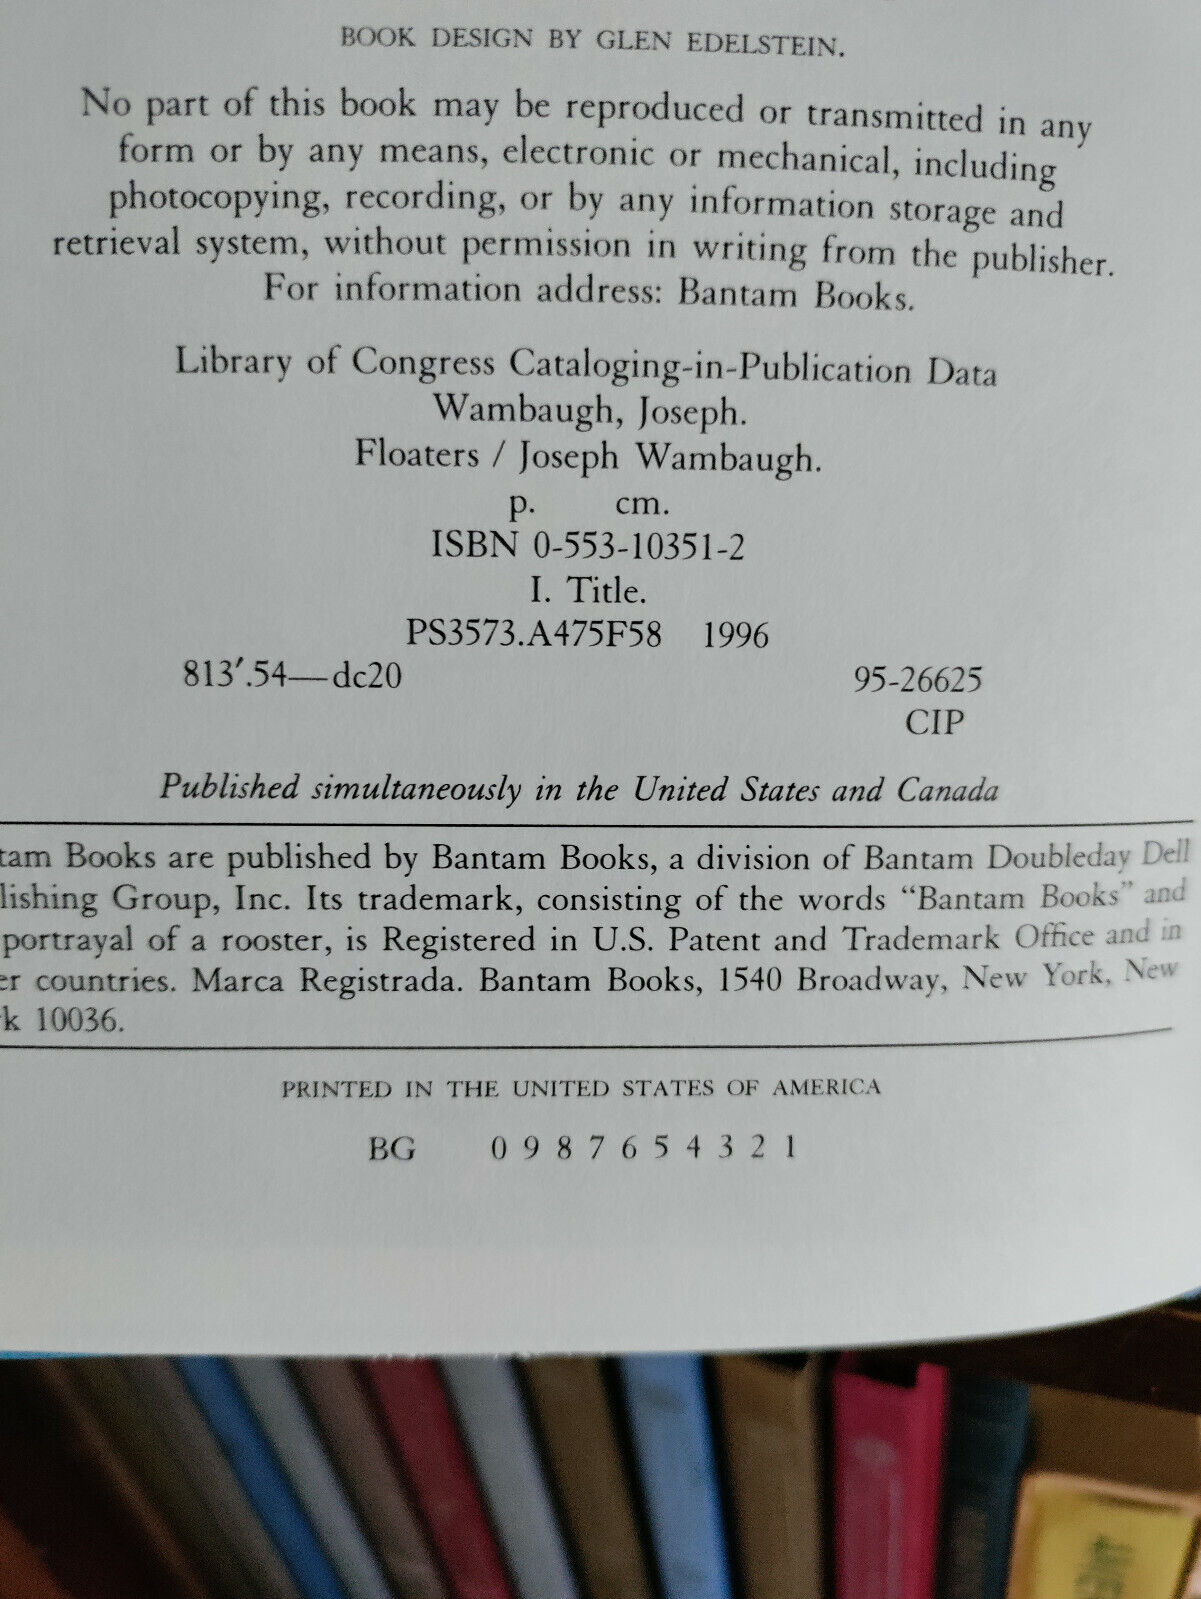 BOOK DESIGN BY GLEN EDELSTEIN.
No part of this book may be reproduced or transmitted in any
form or by any means, electronic or mechanical, including
photocopying, recording, or by any information storage and
retrieval system, without permission in writing from the publisher.
For information address: Bantam Books.
Library of Congress Cataloging-in-Publication Data
Wambaugh, Joseph.
Floaters / Joseph Wambaugh.
p. cm.
ISBN 0-553-10351-2
I. Title.
PS3573.A475F58 1996
813′.54—dc20 95-26625
CIP
Published simultaneously in the United States and Canada
tam Books are published by Bantam Books, a division of Bantam Doubleday Dell
lishing Group, Inc. Its trademark, consisting of the words “Bantam Books” and
portrayal of a rooster, is Registered in U.S. Patent and Trademark Office and in
er countries. Marca Registrada. Bantam Books, 1540 Broadway, New York, New
k 10036.
PRINTED IN THE UNITED STATES OF AMERICA
BG 0 9 8 7 6 5 4 3 2 1